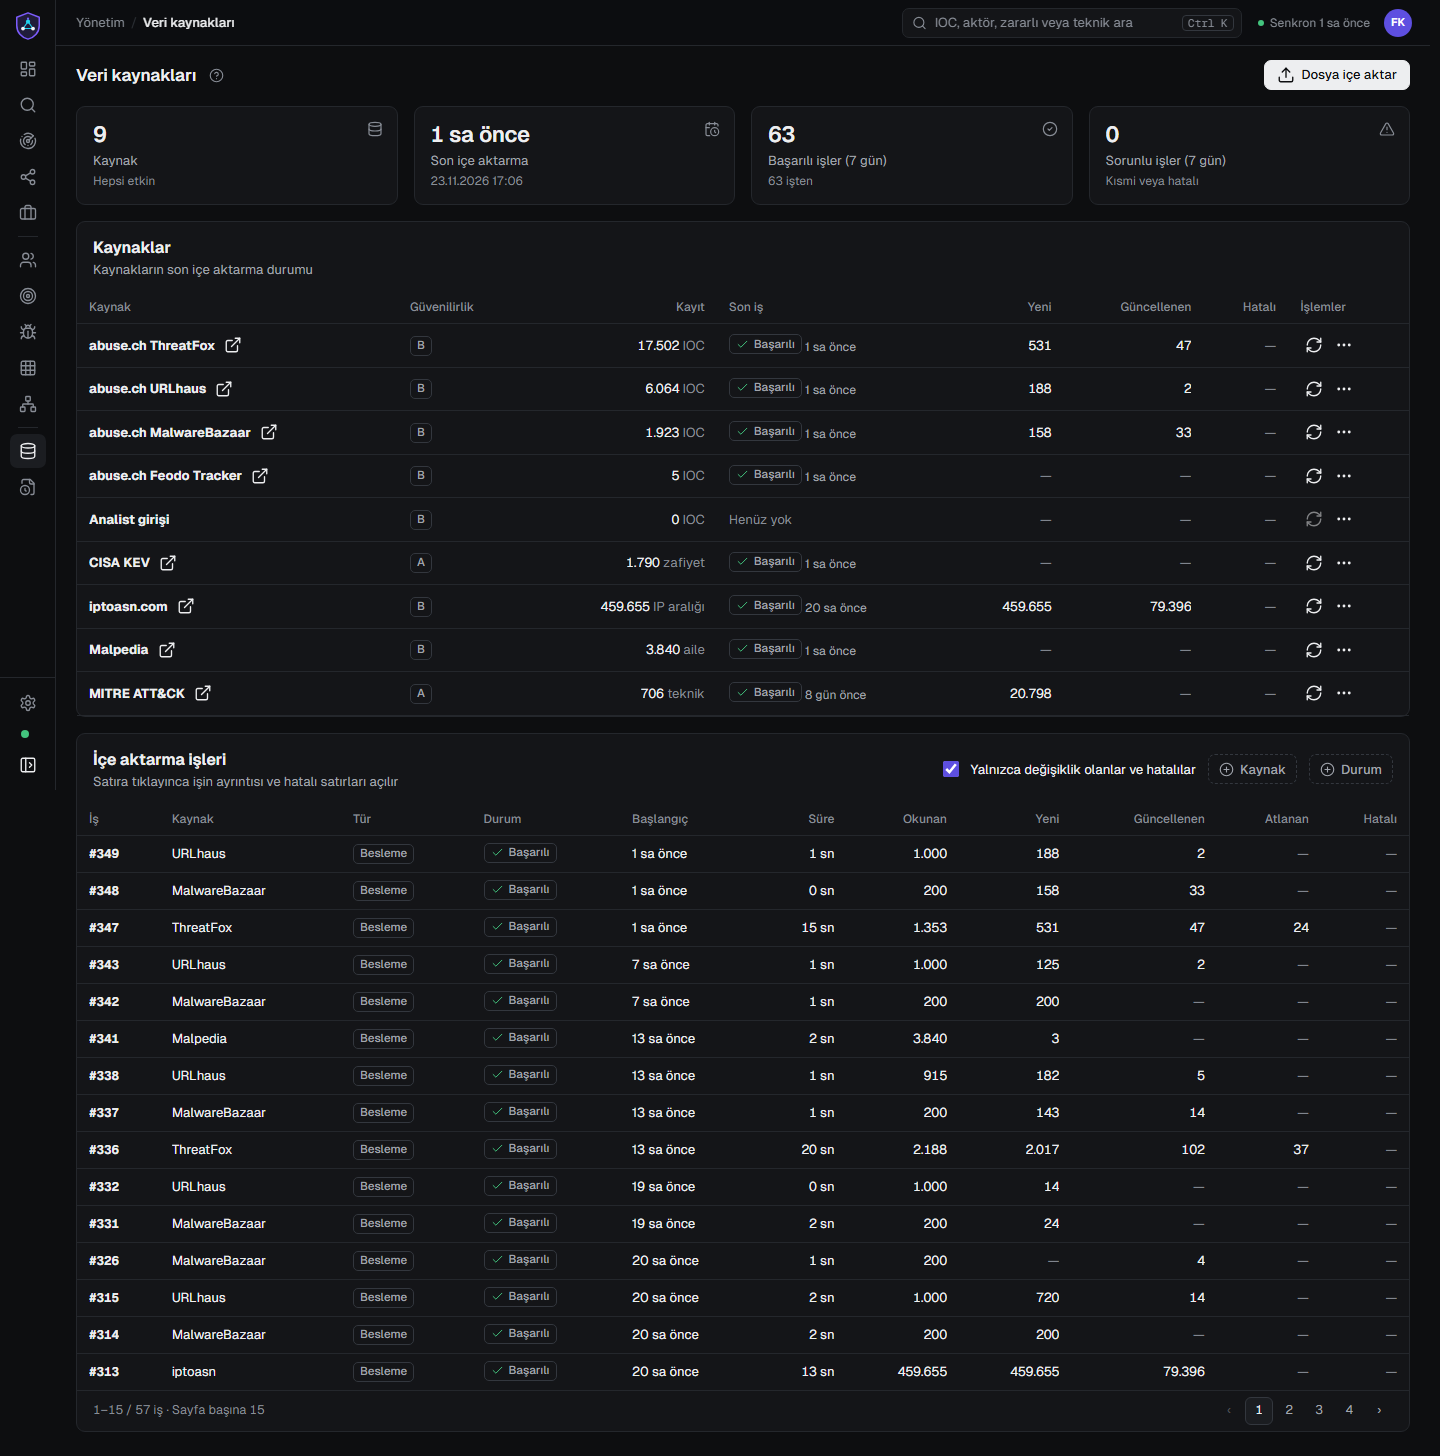 Yönetim / Veri kaynakları
IOC, aktör, zararlı veya teknik ara Ctrl K
Senkron 1 sa önce
FK
Veri kaynakları
Dosya içe aktar
9
Kaynak
Hepsi etkin
1 sa önce
Son içe aktarma
23.11.2026 17:06
63
Başarılı işler (7 gün)
63 işten
0
Sorunlu işler (7 gün)
Kısmi veya hatalı
Kaynaklar
Kaynakların son içe aktarma durumu
Kaynak Güvenilirlik Kayıt Son iş Yeni Güncellenen Hatalı İşlemler
abuse.ch ThreatFox B 17.502 IOC Başarılı 1 sa önce 531 47 —
abuse.ch URLhaus B 6.064 IOC Başarılı 1 sa önce 188 2 —
abuse.ch MalwareBazaar B 1.923 IOC Başarılı 1 sa önce 158 33 —
abuse.ch Feodo Tracker B 5 IOC Başarılı 1 sa önce — — —
Analist girişi B 0 IOC Henüz yok — — —
CISA KEV A 1.790 zafiyet Başarılı 1 sa önce — — —
iptoasn.com B 459.655 IP aralığı Başarılı 20 sa önce 459.655 79.396 —
Malpedia B 3.840 aile Başarılı 1 sa önce — — —
MITRE ATT&CK A 706 teknik Başarılı 8 gün önce 20.798 — —
İçe aktarma işleri
Satıra tıklayınca işin ayrıntısı ve hatalı satırları açılır
Yalnızca değişiklik olanlar ve hatalılar Kaynak Durum
İş Kaynak Tür Durum Başlangıç Süre Okunan Yeni Güncellenen Atlanan Hatalı
#349 URLhaus Besleme Başarılı 1 sa önce 1 sn 1.000 188 2 — —
#348 MalwareBazaar Besleme Başarılı 1 sa önce 0 sn 200 158 33 — —
#347 ThreatFox Besleme Başarılı 1 sa önce 15 sn 1.353 531 47 24 —
#343 URLhaus Besleme Başarılı 7 sa önce 1 sn 1.000 125 2 — —
#342 MalwareBazaar Besleme Başarılı 7 sa önce 1 sn 200 200 — — —
#341 Malpedia Besleme Başarılı 13 sa önce 2 sn 3.840 3 — — —
#338 URLhaus Besleme Başarılı 13 sa önce 1 sn 915 182 5 — —
#337 MalwareBazaar Besleme Başarılı 13 sa önce 1 sn 200 143 14 — —
#336 ThreatFox Besleme Başarılı 13 sa önce 20 sn 2.188 2.017 102 37 —
#332 URLhaus Besleme Başarılı 19 sa önce 0 sn 1.000 14 — — —
#331 MalwareBazaar Besleme Başarılı 19 sa önce 2 sn 200 24 — — —
#326 MalwareBazaar Besleme Başarılı 20 sa önce 1 sn 200 — 4 — —
#315 URLhaus Besleme Başarılı 20 sa önce 2 sn 1.000 720 14 — —
#314 MalwareBazaar Besleme Başarılı 20 sa önce 2 sn 200 200 — — —
#313 iptoasn Besleme Başarılı 20 sa önce 13 sn 459.655 459.655 79.396 — —
1–15 / 57 iş · Sayfa başına 15
‹ 1 2 3 4 ›